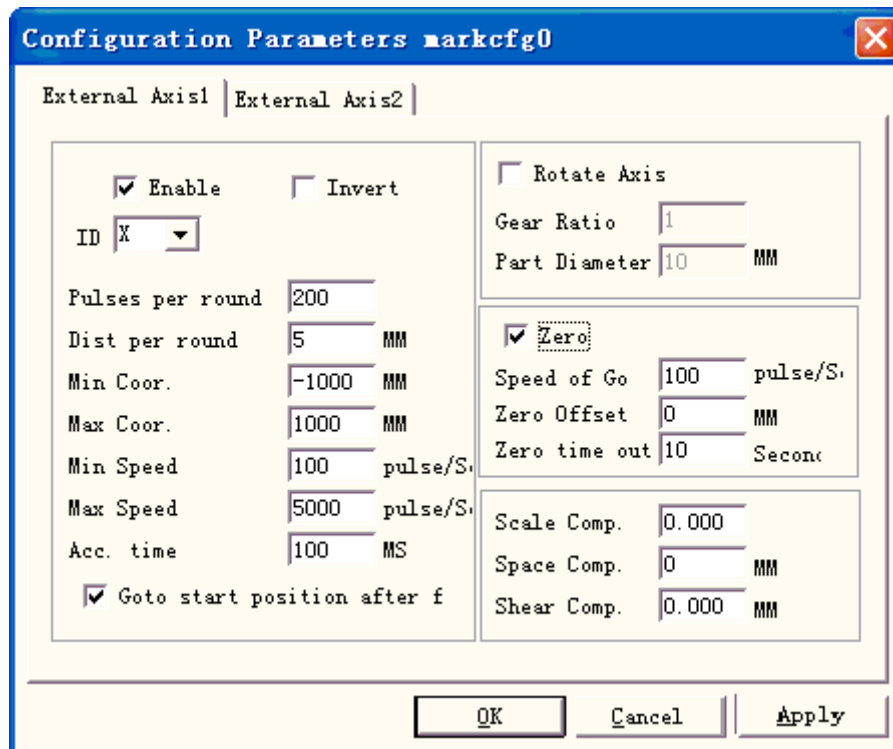 Configuration Parameters markcfg0
External Axis1 External Axis2
Enable Invert
ID X
Pulses per round 200
Dist per round 5 MM
Min Coor. -1000 MM
Max Coor. 1000 MM
Min Speed 100 pulse/S
Max Speed 5000 pulse/S
Acc. time 100 MS
Goto start position after f
Rotate Axis
Gear Ratio 1
Part Diameter 10 MM
Zero
Speed of Go 100 pulse/S
Zero Offset 0 MM
Zero time out 10 Second
Scale Comp. 0.000
Space Comp. 0 MM
Shear Comp. 0.000 MM
OK Cancel Apply